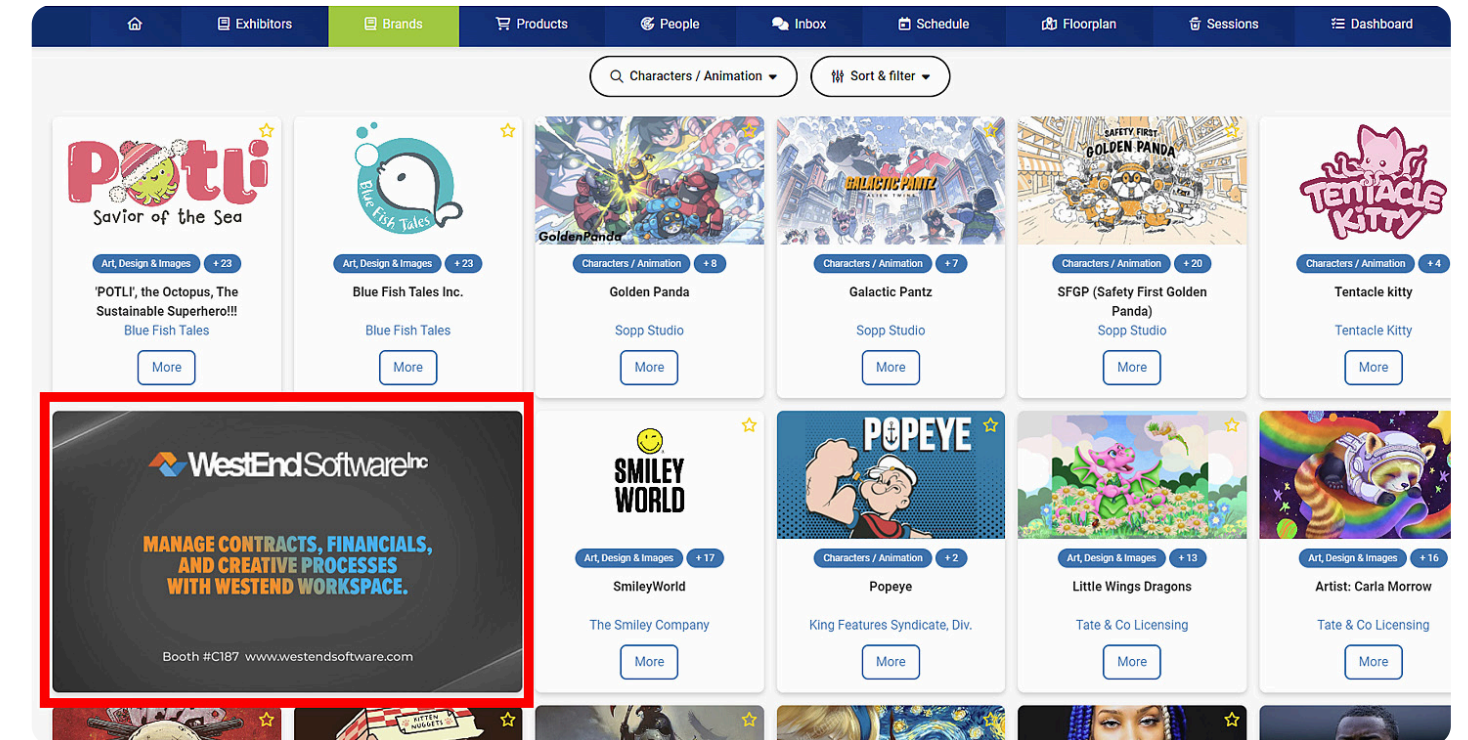 Exhibitors
Brands
Products
People
Inbox
Schedule
Floorplan
Sessions
Dashboard
Characters / Animation
Sort & filter
Potli
Savior of the Sea
Art, Design & Images +23
'POTLI', the Octopus, The
Sustainable Superhero!!!
Blue Fish Tales
More
Blue Fish Tales
Art, Design & Images +23
Blue Fish Tales Inc.
Blue Fish Tales
More
GoldenPanda
Characters / Animation +8
Golden Panda
Sopp Studio
More
GALACTIC PANTZ
ALIEN TWINZ
Characters / Animation +7
Galactic Pantz
Sopp Studio
More
SAFETY FIRST
GOLDEN PANDA
Characters / Animation +20
SFGP (Safety First Golden
Panda)
Sopp Studio
More
TENTACLE
KITTY
Characters / Animation +4
Tentacle kitty
Tentacle Kitty
More
WestEndSoftwareInc
MANAGE CONTRACTS, FINANCIALS,
AND CREATIVE PROCESSES
WITH WESTEND WORKSPACE.
Booth #C187 www.westendsoftware.com
SMILEY
WORLD
Art, Design & Images +17
SmileyWorld
The Smiley Company
More
POPEYE
Characters / Animation +2
Popeye
King Features Syndicate, Div.
More
Art, Design & Images +13
Little Wings Dragons
Tate & Co Licensing
More
Art, Design & Images +16
Artist: Carla Morrow
Tate & Co Licensing
More
KITTEN
NUGGETS